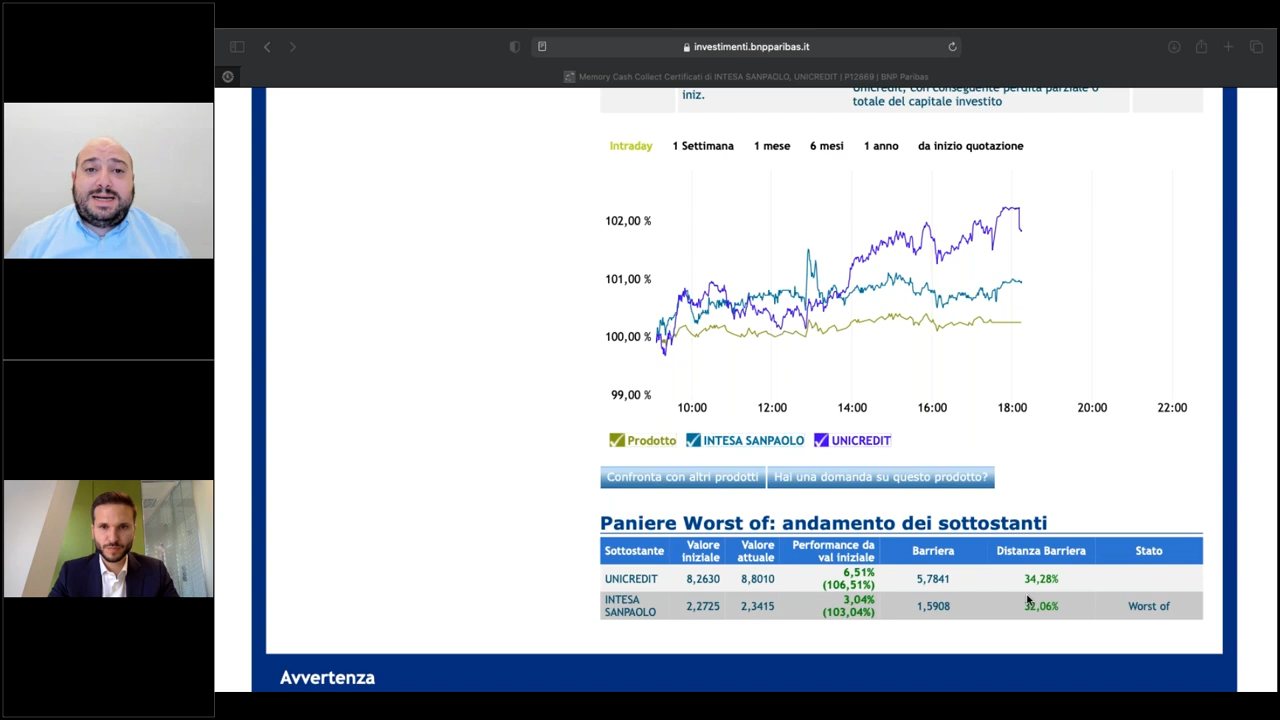 investimenti.bnpparibas.it
Memory Cash Collect Certificati di INTESA SANPAOLO, UNICREDIT | P12869 | BNP Paribas
iniz.
Unicredit, con conseguente perdita parziale o
totale del capitale investito
Intraday 1 Settimana 1 mese 6 mesi 1 anno da inizio quotazione
102,00 %
101,00 %
100,00 %
99,00 %
10:00 12:00 14:00 16:00 18:00 20:00 22:00
Prodotto INTESA SANPAOLO UNICREDIT
Confronta con altri prodotti Hai una domanda su questo prodotto?
Paniere Worst of: andamento dei sottostanti
Sottostante Valore iniziale Valore attuale Performance da val iniziale Barriera Distanza Barriera Stato
UNICREDIT 8,2630 8,8010 6,51% (106,51%) 5,7841 34,28%
INTESA SANPAOLO 2,2725 2,3415 3,04% (103,04%) 1,5908 32,06% Worst of
Avvertenza